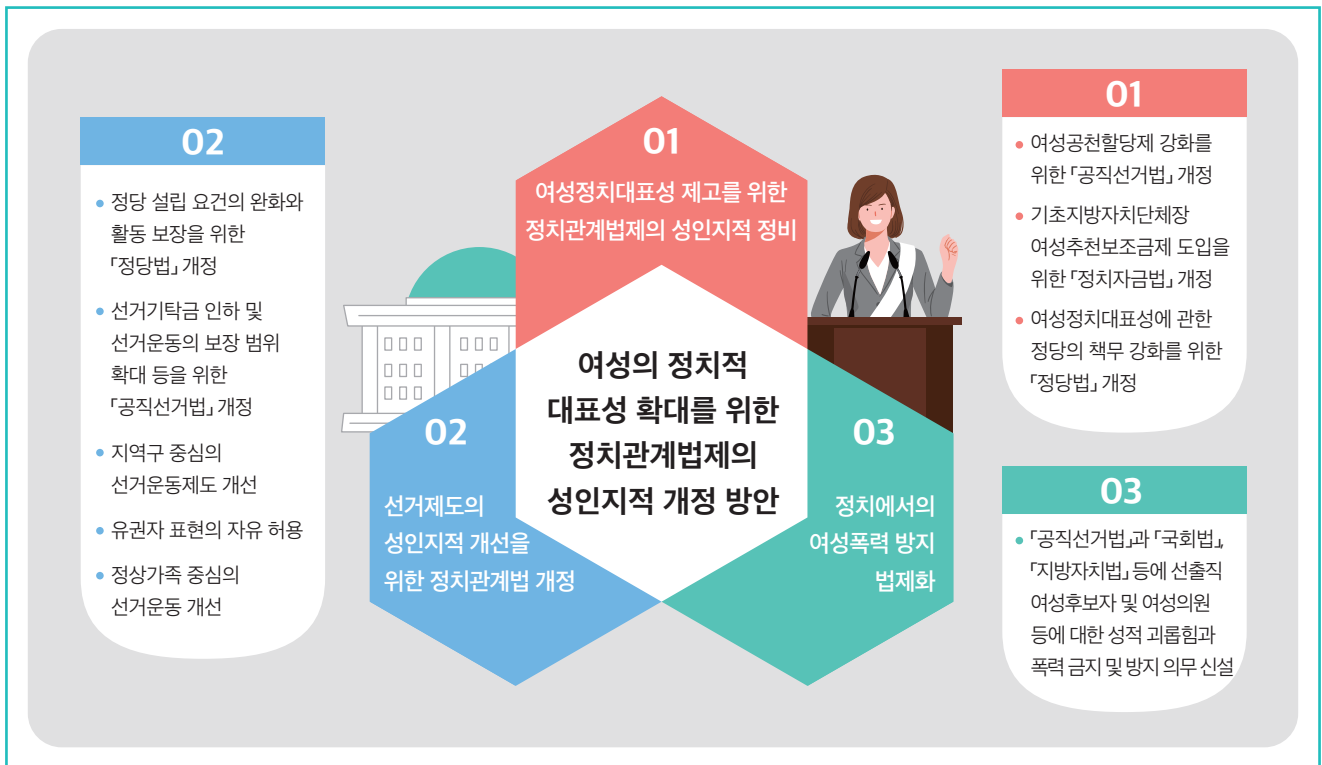 02
• 정당 설립 요건의 완화와
활동 보장을 위한
「정당법」 개정
• 선거기탁금 인하 및
선거운동의 보장 범위
확대 등을 위한
「공직선거법」 개정
• 지역구 중심의
선거운동제도 개선
• 유권자 표현의 자유 허용
• 정상가족 중심의
선거운동 개선
01
여성정치대표성 제고를 위한
정치관계법제의 성인지적 정비
여성의 정치적
대표성 확대를 위한
정치관계법제의
성인지적 개정 방안
02
선거제도의
성인지적 개선을
위한 정치관계법 개정
03
정치에서의
여성폭력 방지
법제화
01
• 여성공천할당제 강화를
위한 「공직선거법」 개정
• 기초지방자치단체장
여성추천보조금제 도입을
위한 「정치자금법」 개정
• 여성정치대표성에 관한
정당의 책무 강화를 위한
「정당법」 개정
03
• 「공직선거법」과 「국회법」,
「지방자치법」 등에 선출직
여성후보자 및 여성의원
등에 대한 성적 괴롭힘과
폭력 금지 및 방지 의무 신설